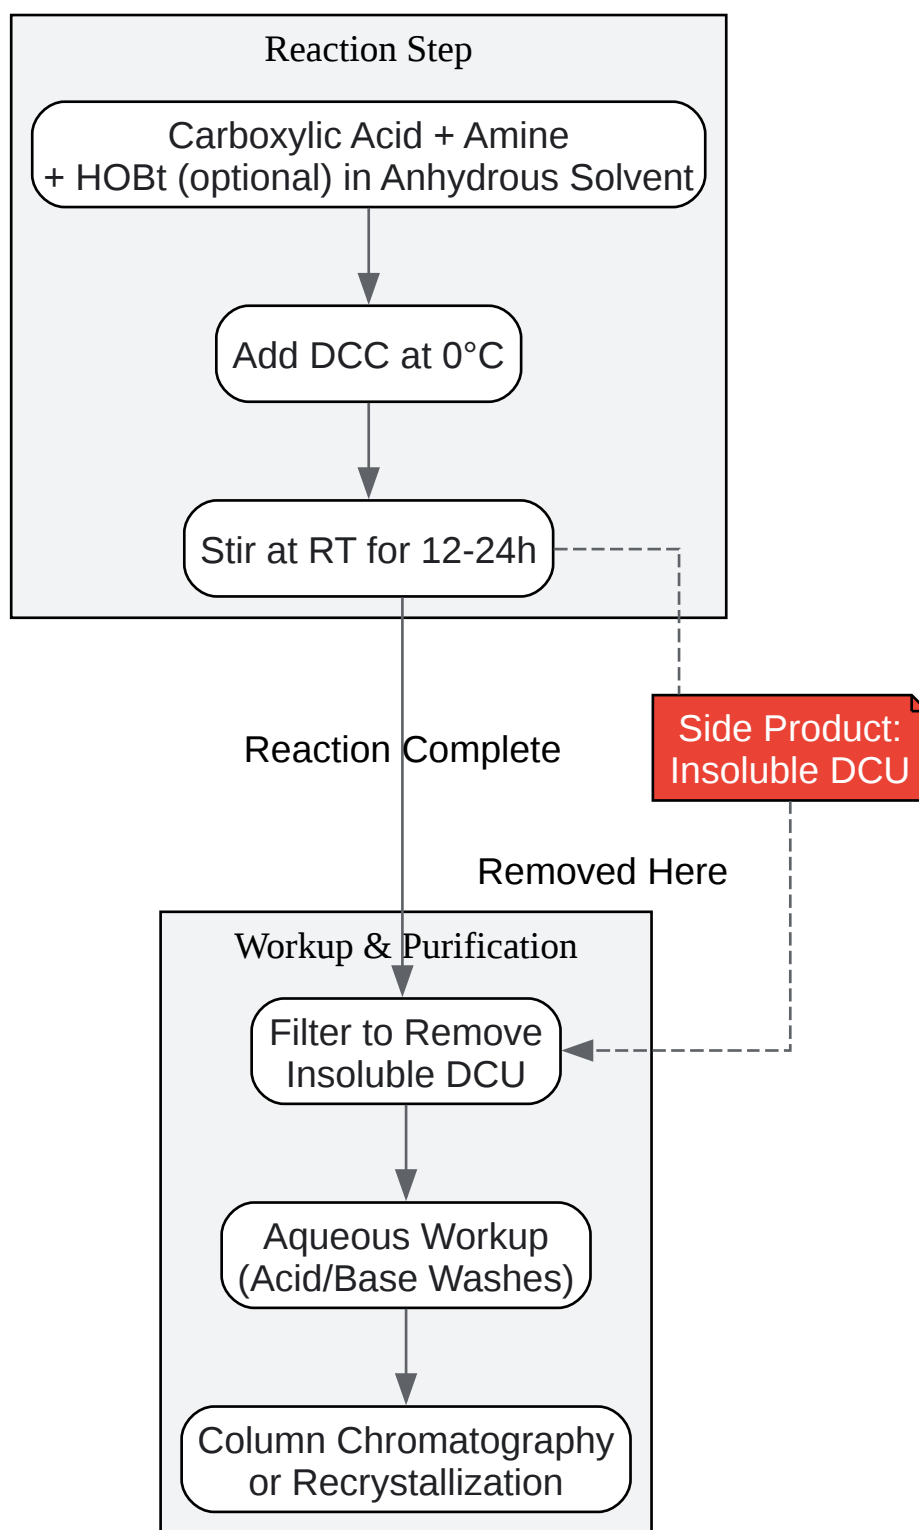 Reaction Step
Carboxylic Acid + Amine
+ HOBt (optional) in Anhydrous Solvent
Add DCC at 0°C
Stir at RT for 12-24h
Side Product:
Insoluble DCU
Reaction Complete
Removed Here
Workup & Purification
Filter to Remove
Insoluble DCU
Aqueous Workup
(Acid/Base Washes)
Column Chromatography
or Recrystallization